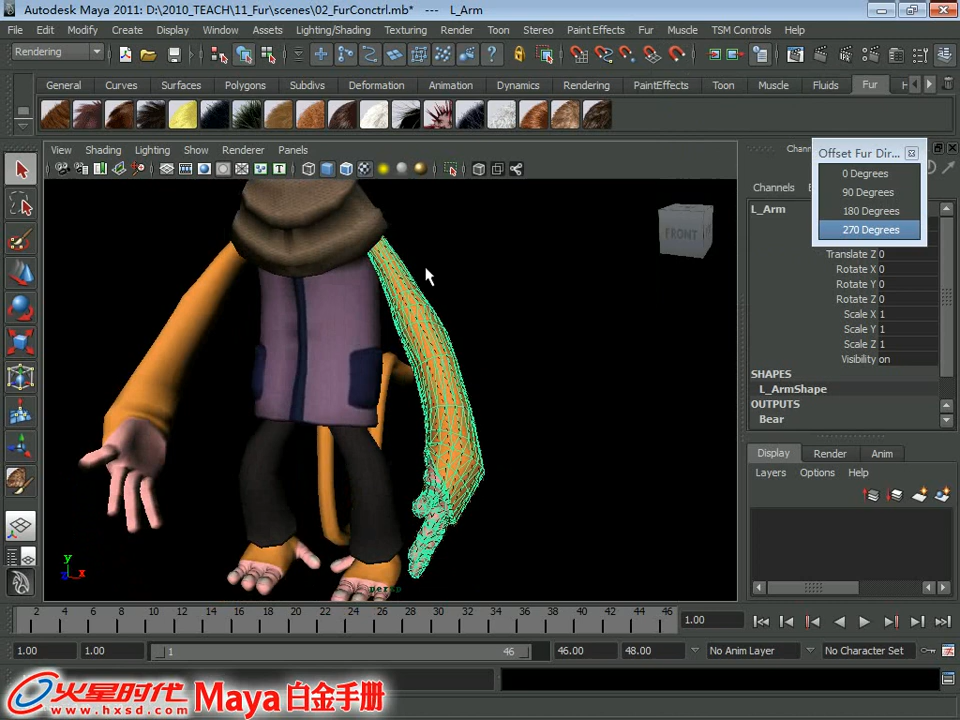 Autodesk Maya 2011: D:\2010_TEACH\11_Fur\scenes\02_FurConctrl.mb* --- L_Arm
File Edit Modify Create Display Window Assets Lighting/Shading Texturing Render Toon Stereo Paint Effects Fur Muscle TSM Controls Help
Rendering
General Curves Surfaces Polygons Subdivs Deformation Animation Dynamics Rendering PaintEffects Toon Muscle Fluids Fur H
View Shading Lighting Show Renderer Panels
Offset Fur Dir...
0 Degrees
90 Degrees
180 Degrees
270 Degrees
Chann
Channels
L_Arm
Translate Z 0
Rotate X 0
Rotate Y 0
Rotate Z 0
Scale X 1
Scale Y 1
Scale Z 1
Visibility on
SHAPES
L_ArmShape
OUTPUTS
Bear
FRONT
Display Render Anim
Layers Options Help
y
z x
persp
2 4 6 8 10 12 14 16 18 20 22 24 26 28 30 32 34 36 38 40 42 44 46
1.00
1.00 1.00 1 46 46.00 48.00 No Anim Layer No Character Set
火星时代 Maya 白金手册
www.hxsd.com